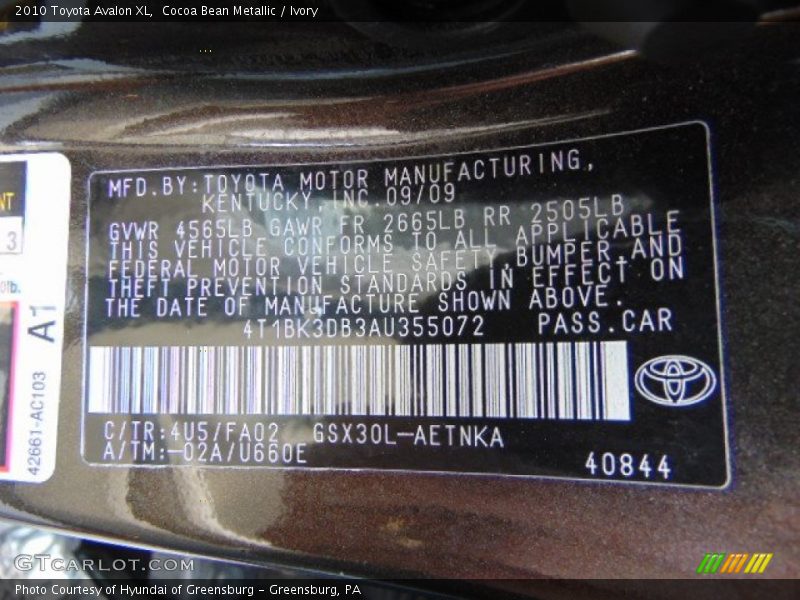 2010 Toyota Avalon XL, Cocoa Bean Metallic / Ivory
MFD.BY:TOYOTA MOTOR MANUFACTURING,
KENTUCKY INC.09/09
GVWR 4565LB GAWR FR 2665LB RR 2505LB
THIS VEHICLE CONFORMS TO ALL APPLICABLE
FEDERAL MOTOR VEHICLE SAFETY,BUMPER,AND
THEFT PREVENTION STANDARDS IN EFFECT ON
THE DATE OF MANUFACTURE SHOWN ABOVE.
4T1BK3DB3AU355072 PASS.CAR
C/TR:4U5/FA02 GSX30L-AETNKA
A/TM:-02A/U660E
40844
NT
3
0lb.
A1
42661-AC103
GTCARLOT.COM
Photo Courtesy of Hyundai of Greensburg - Greensburg, PA